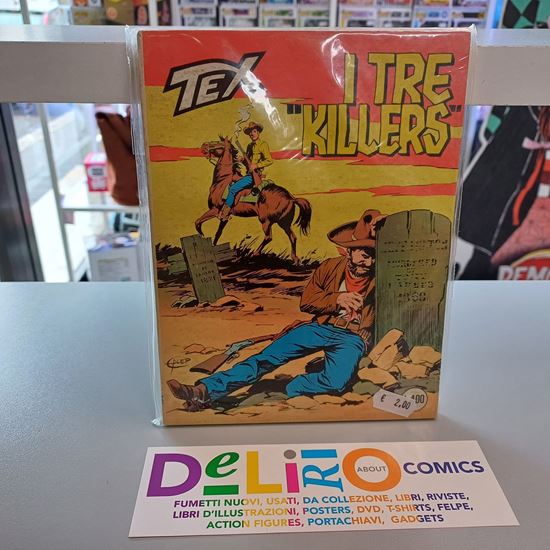 TEX
I TRE
"KILLERS"
€ 2.00
400
DeLiRiO ABOUT COMICS
FUMETTI NUOVI, USATI, DA COLLEZIONE, LIBRI, RIVISTE,
LIBRI D'ILLUSTRAZIONI, POSTERS, DVD, T-SHIRTS, FELPE,
ACTION FIGURES, PORTACHIAVI, GADGETS